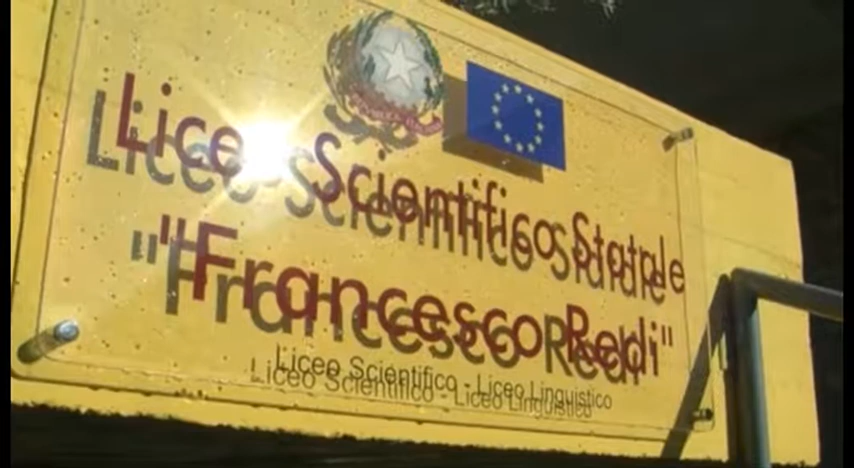 Liceo Scientifico Statale
"Francesco Redi"
Liceo Scientifico - Liceo Linguistico